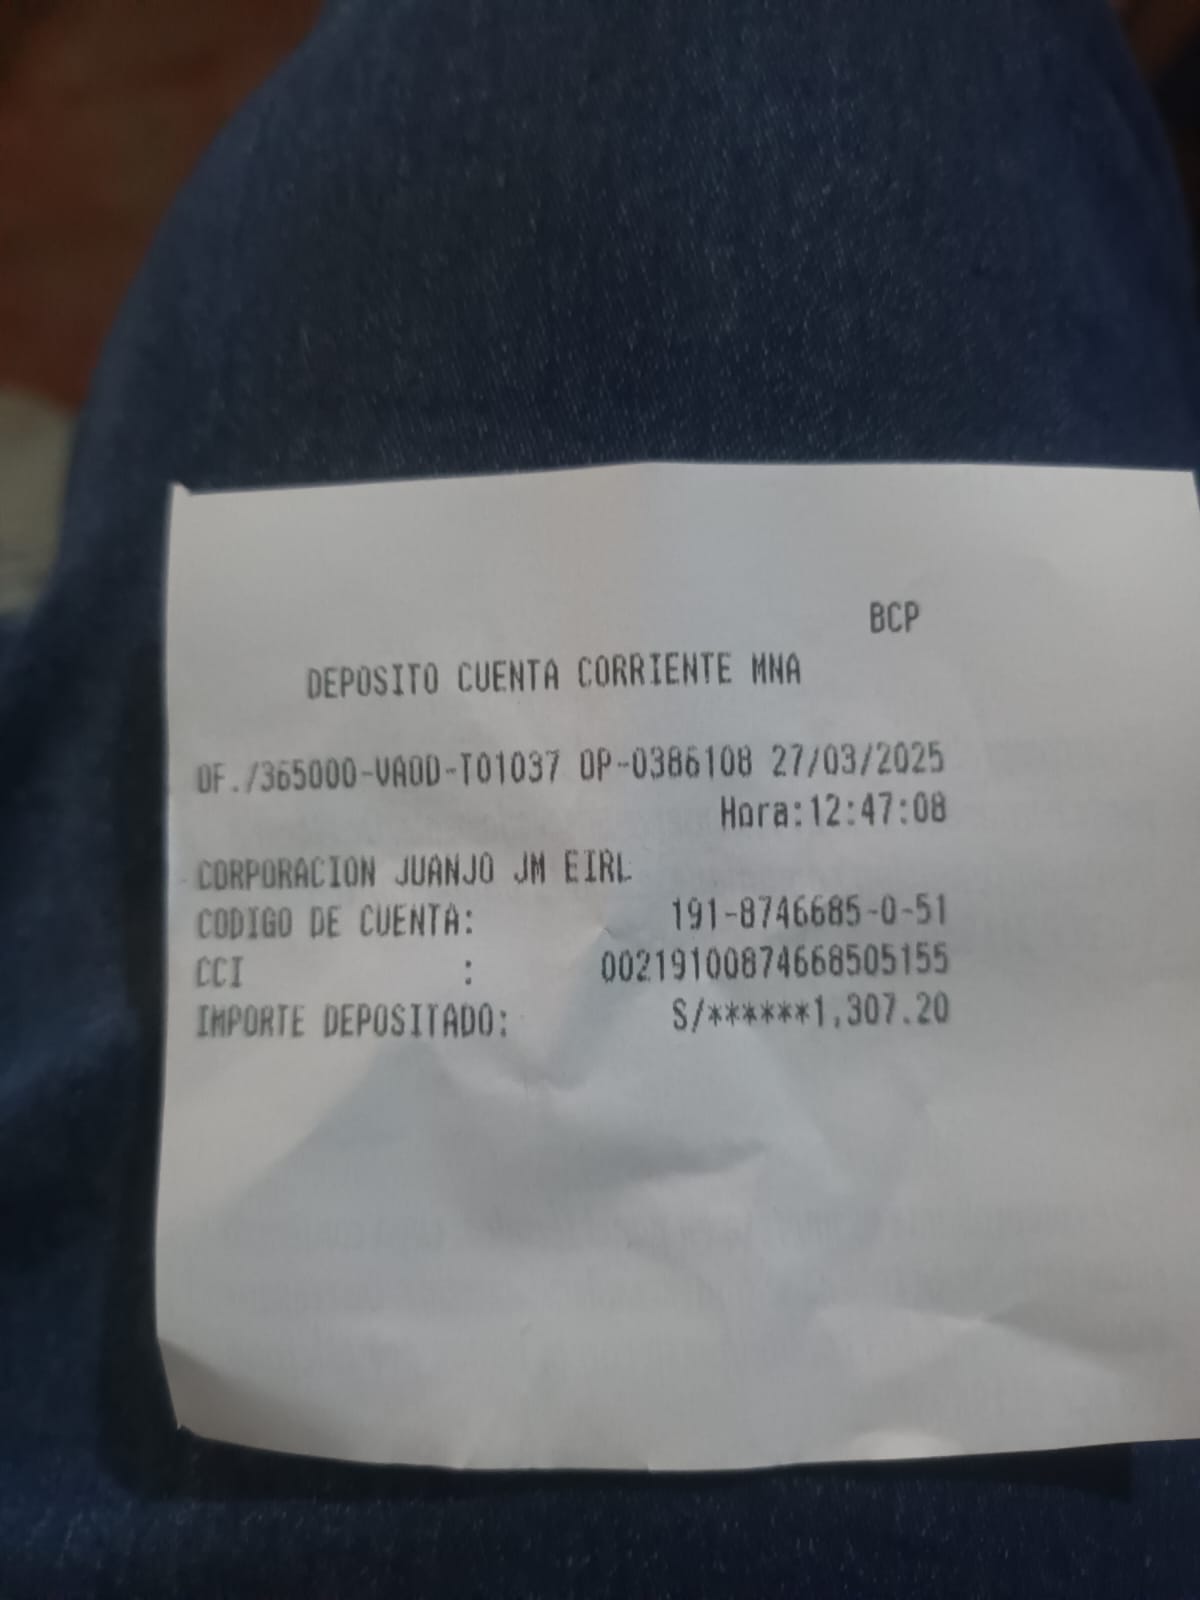 BCP
DEPOSITO CUENTA CORRIENTE MNA
OF./365000-VAOD-T01037 OP-0386108 27/03/2025
Hora:12:47:08
CORPORACION JUANJO JM EIRL
CODIGO DE CUENTA: 191-8746685-0-51
CCI : 00219100874668505155
IMPORTE DEPOSITADO: S/******1,307.20